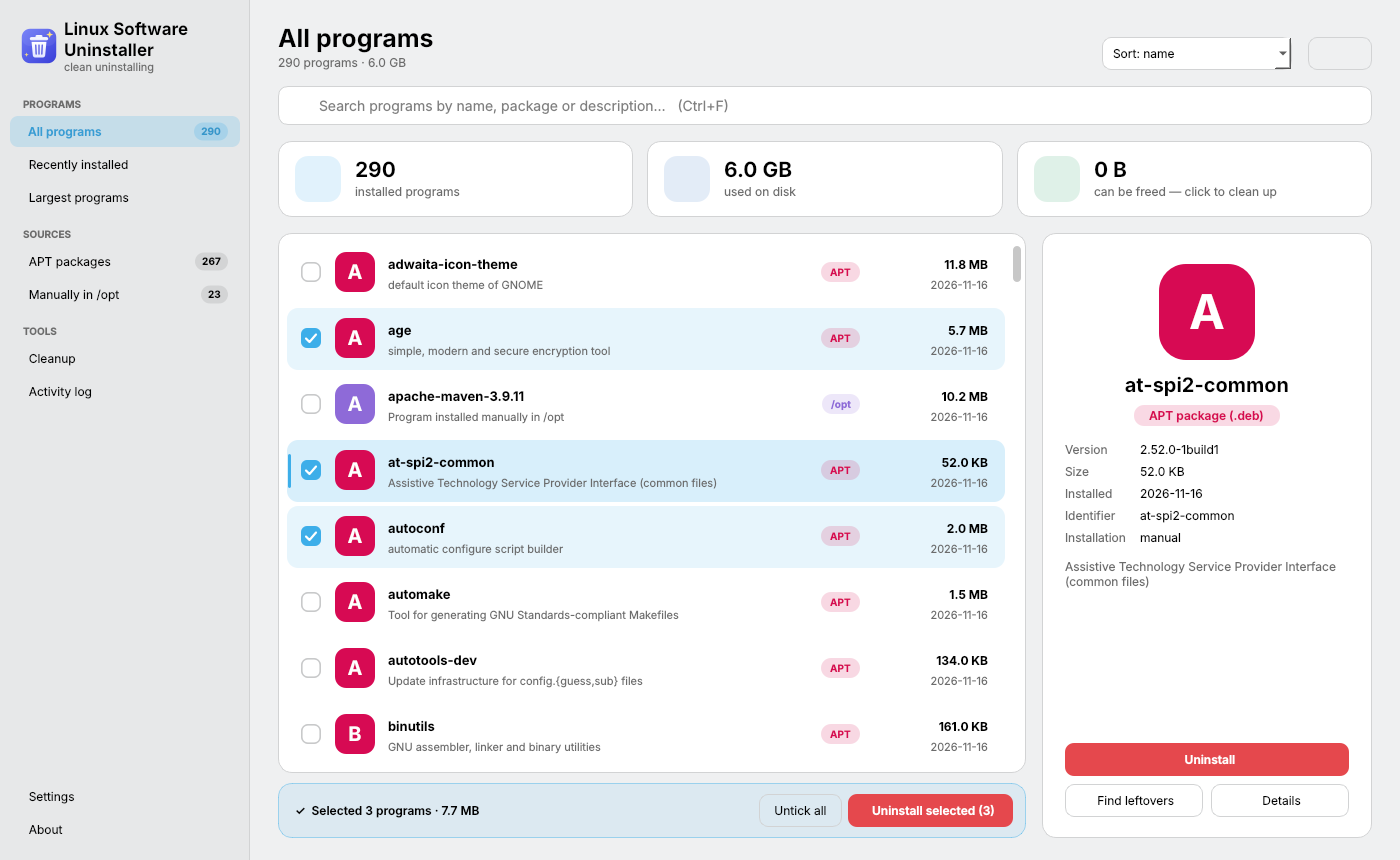 Linux Software
Uninstaller
clean uninstalling
PROGRAMS
All programs 290
Recently installed
Largest programs
SOURCES
APT packages 267
Manually in /opt 23
TOOLS
Cleanup
Activity log
Settings
About
All programs
290 programs · 6.0 GB
Sort: name
Search programs by name, package or description... (Ctrl+F)
290
installed programs
6.0 GB
used on disk
0 B
can be freed — click to clean up
A adwaita-icon-theme APT 11.8 MB
default icon theme of GNOME 2026-11-16
A age APT 5.7 MB
simple, modern and secure encryption tool 2026-11-16
A apache-maven-3.9.11 /opt 10.2 MB
Program installed manually in /opt 2026-11-16
A at-spi2-common APT 52.0 KB
Assistive Technology Service Provider Interface (common files) 2026-11-16
A autoconf APT 2.0 MB
automatic configure script builder 2026-11-16
A automake APT 1.5 MB
Tool for generating GNU Standards-compliant Makefiles 2026-11-16
A autotools-dev APT 134.0 KB
Update infrastructure for config.{guess,sub} files 2026-11-16
B binutils APT 161.0 KB
GNU assembler, linker and binary utilities 2026-11-16
✓ Selected 3 programs · 7.7 MB
Untick all
Uninstall selected (3)
A
at-spi2-common
APT package (.deb)
Version 2.52.0-1build1
Size 52.0 KB
Installed 2026-11-16
Identifier at-spi2-common
Installation manual
Assistive Technology Service Provider Interface
(common files)
Uninstall
Find leftovers
Details